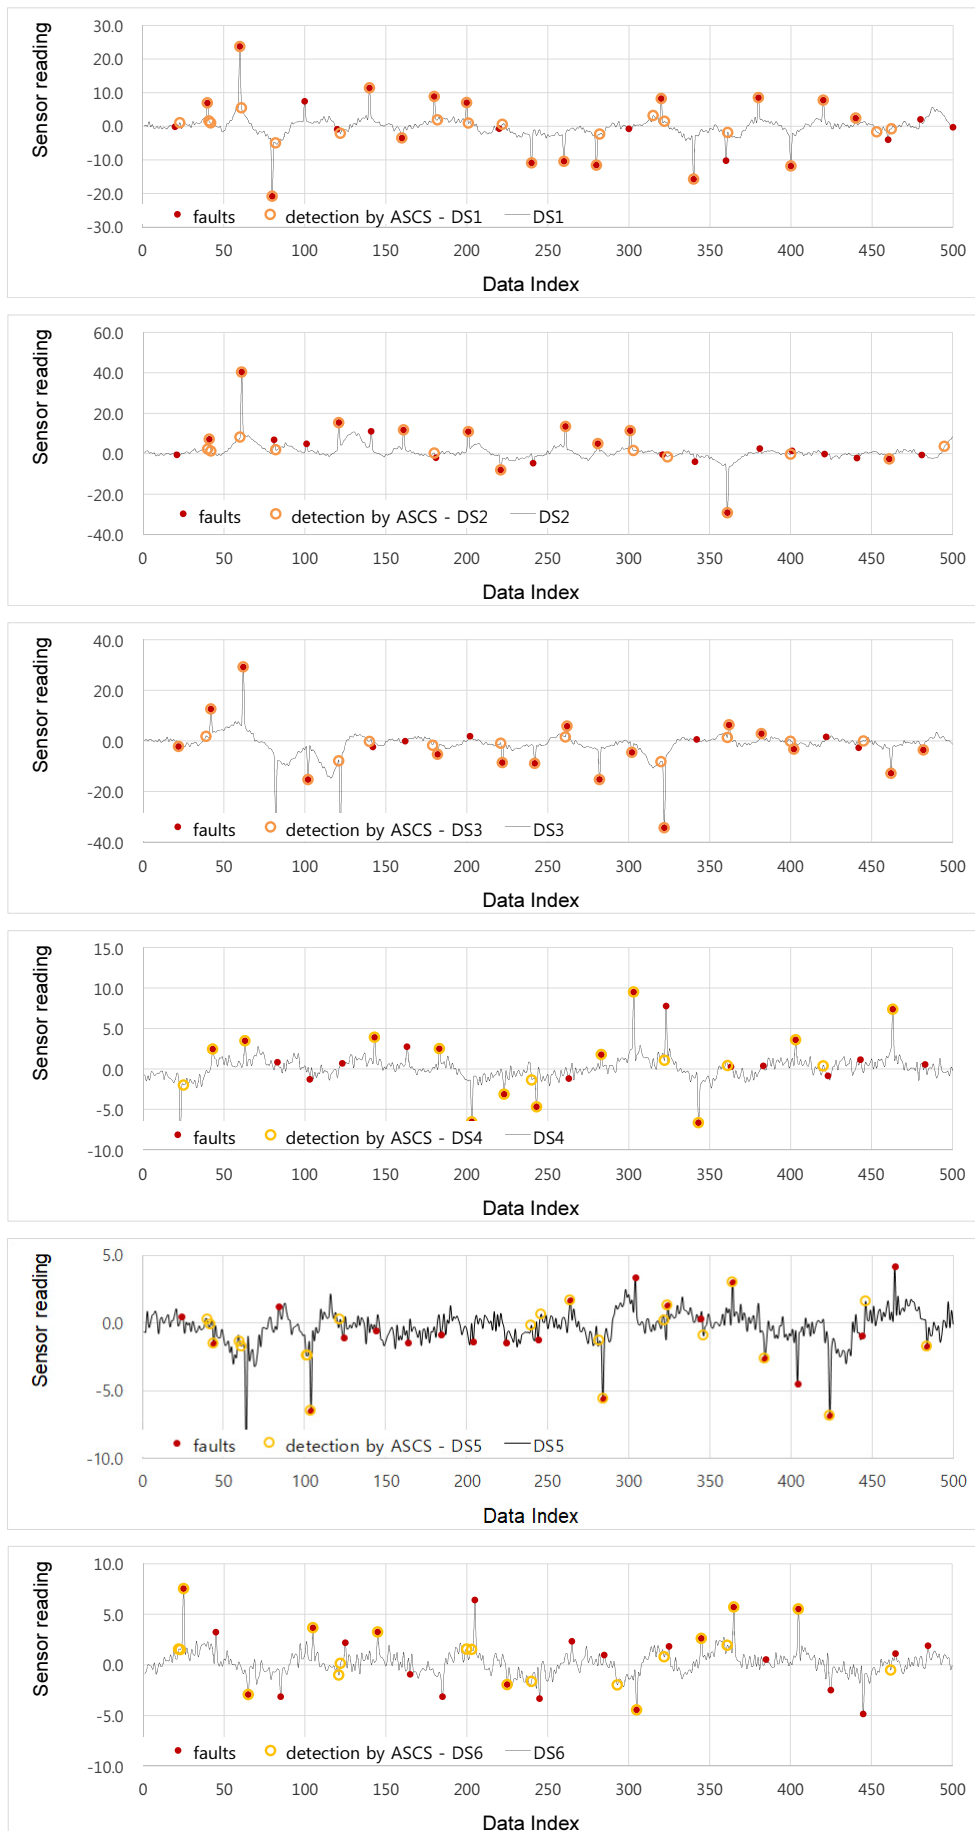 Sensor reading
30.0
20.0
10.0
0.0
-10.0
-20.0
-30.0
faults detection by ASCS - DS1 DS1
0 50 100 150 200 250 300 350 400 450 500
Data Index
Sensor reading
60.0
40.0
20.0
0.0
-20.0
-40.0
faults detection by ASCS - DS2 DS2
0 50 100 150 200 250 300 350 400 450 500
Data Index
Sensor reading
40.0
20.0
0.0
-20.0
-40.0
faults detection by ASCS - DS3 DS3
0 50 100 150 200 250 300 350 400 450 500
Data Index
Sensor reading
15.0
10.0
5.0
0.0
-5.0
-10.0
faults detection by ASCS - DS4 DS4
0 50 100 150 200 250 300 350 400 450 500
Data Index
Sensor reading
5.0
0.0
-5.0
-10.0
faults detection by ASCS - DS5 DS5
0 50 100 150 200 250 300 350 400 450 500
Data Index
Sensor reading
10.0
5.0
0.0
-5.0
-10.0
faults detection by ASCS - DS6 DS6
0 50 100 150 200 250 300 350 400 450 500
Data Index